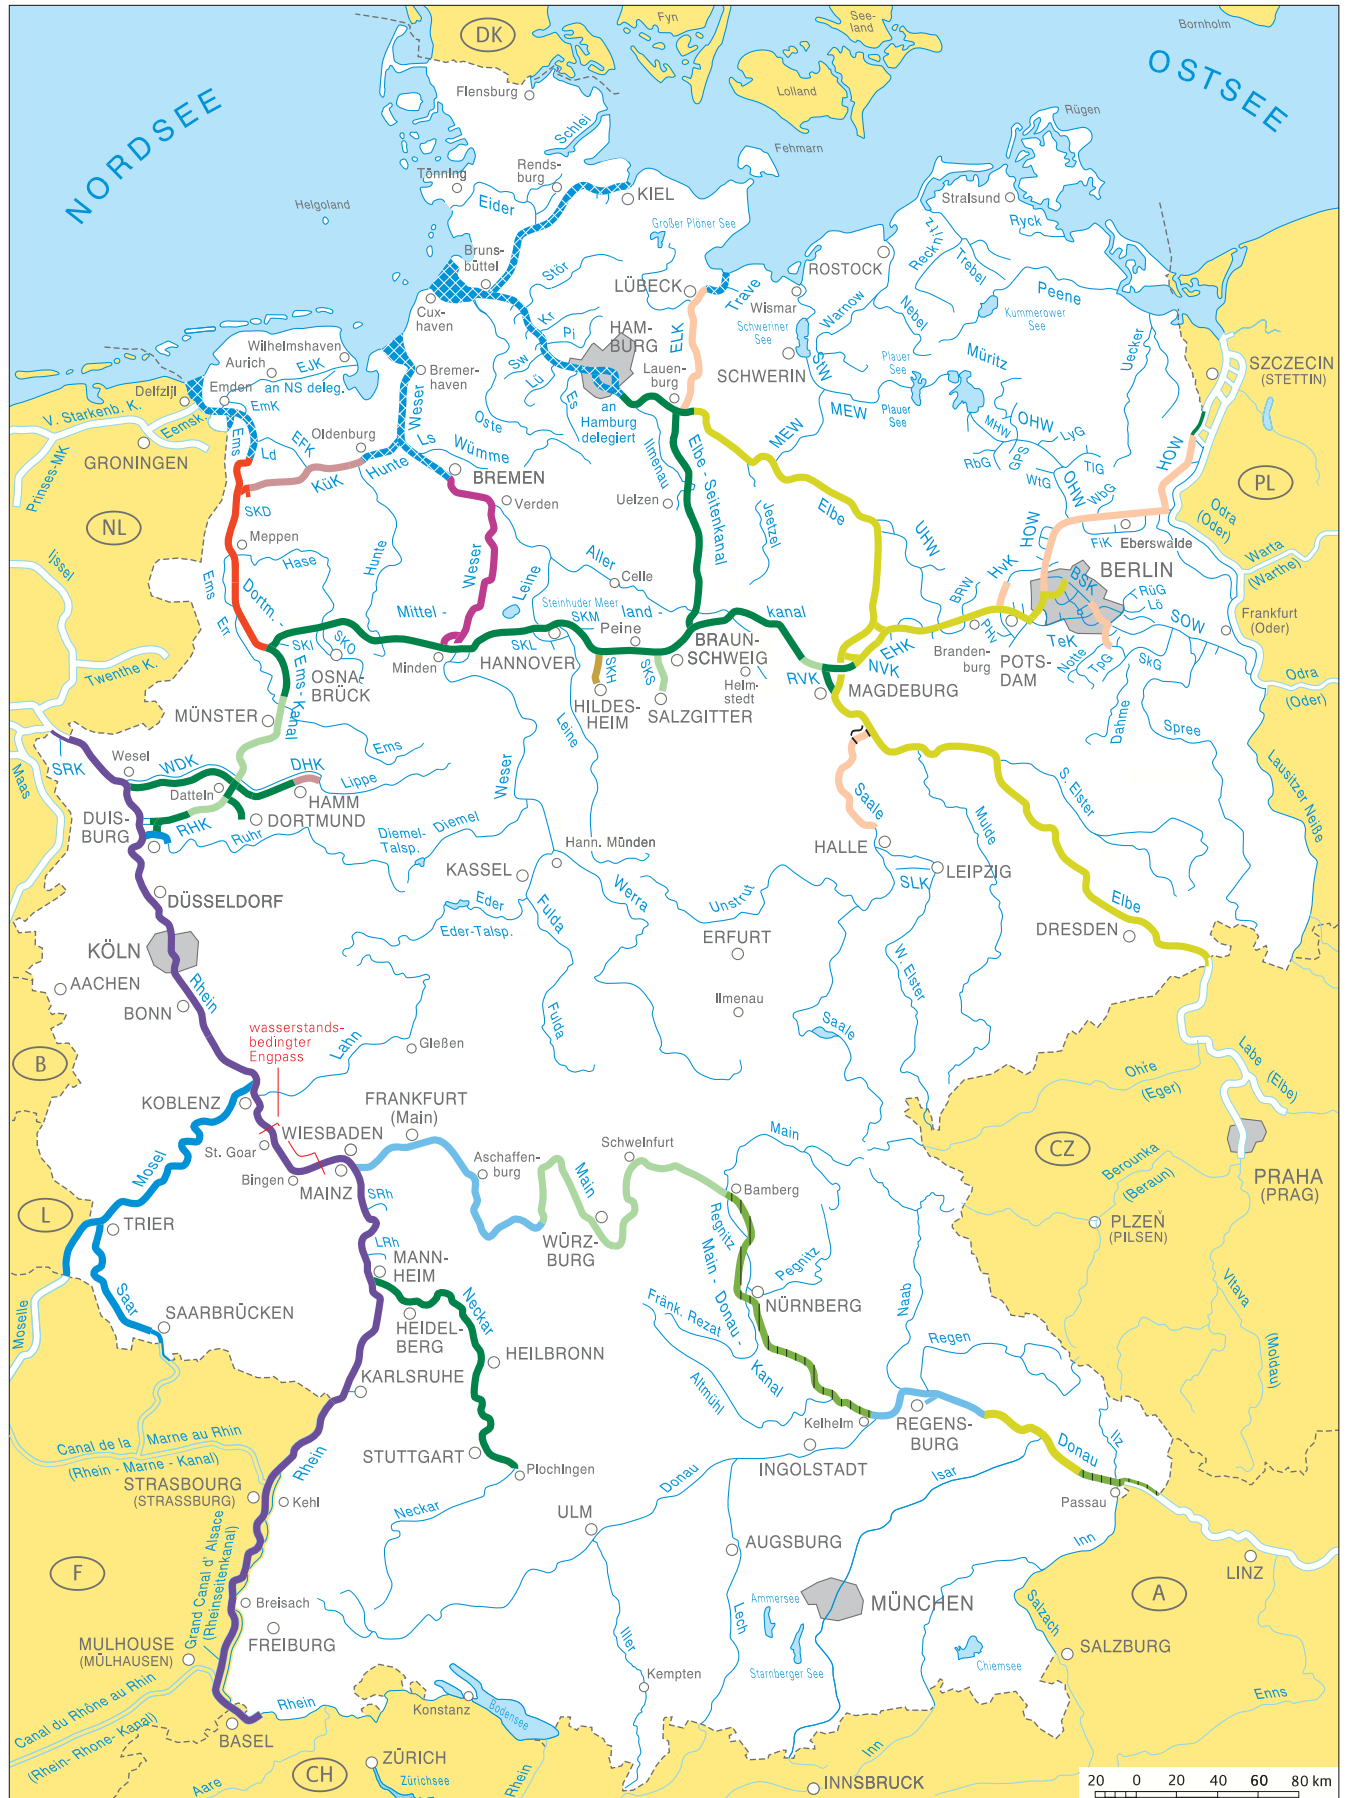 DK
Fyn
See-
land
Bornholm
OSTSEE
NORDSEE
Flensburg
Lolland
Rügen
Schlei
Fehmarn
Rends-
burg
Tönning
Eider
KIEL
Stralsund
Ryck
Helgoland
Großer Plöner See
Recknitz
Bruns-
büttel
Stör
ROSTOCK
Trebel
LÜBECK
Trave
Wismar
Warnow
Peene
Cux-
haven
Kr
Pi
HAM-
BURG
ELK
Schweriner
See
Nebel
Kummerower
See
Uecker
Wilhelmshaven
Aurich
EJK
an NS deleg.
Bremer-
haven
Sw
Lü
Lauen-
burg
SCHWERIN
StW
Plauer
See
Müritz
SZCZECIN
(STETTIN)
Delfzijl
Emden
EmK
Weser
Es
an
Hamburg
delegiert
MEW
Plauer
See
MHW
OHW
LyG
V. Starkenb. K.
Eemsk.
Ems
Ld
EFK
Oldenburg
Oste
Ls
Wümme
MEW
HOW
GRONINGEN
Prinses-MK
KüK
Hunte
BREMEN
Ilmenau
Elbe - Seitenkanal
RbG
GPS
TlG
WtG
OHW
WbG
PL
SKD
Verden
Uelzen
Jeetzel
Elbe
Odra
(Oder)
NL
Meppen
Hase
Hunte
Weser
Aller
UHW
HOW
FiK
Eberswalde
Warta
(Warthe)
Iissel
Ems
Dortm.-
Leine
Celle
BRW
HvK
BERLIN
BSK
RüG
Lö
Err
Mittel -
Steinhuder Meer
SKM
land-
kanal
SOW
Frankfurt
(Oder)
SKI
SKO
SKL
Peine
BRAUN-
SCHWEIG
Branden-
burg
PHv
POTS-
DAM
TeK
Notte
TpG
SkG
Twenthe K.
Ems - Kanal
OSNA-
BRÜCK
Minden
HANNOVER
SKH
SKS
Helm-
stedt
RVK
NVK
EHK
MAGDEBURG
Odra
(Oder)
MÜNSTER
HILDES-
HEIM
SALZGITTER
Leine
Dahme
Spree
Ems
SRK
Wesel
WDK
DHK
Lippe
Weser
Maas
Datteln
HAMM
DORTMUND
Saale
S. Elster
Lausitzer Neiße
DUIS-
BURG
RHK
Ruhr
Diemel-
Talsp.
Diemel
Hann. Münden
HALLE
Mulde
KASSEL
SLK
LEIPZIG
DÜSSELDORF
Eder
Eder-Talsp.
Fulda
Werra
Unstrut
Elbe
KÖLN
ERFURT
DRESDEN
AACHEN
Rhein
W. Elster
BONN
Ilmenau
wasserstands-
bedingter
Engpass
Lahn
Gießen
Fulda
Saale
B
Labe (Elbe)
Ohře
(Eger)
KOBLENZ
FRANKFURT
(Main)
WIESBADEN
Mosel
St. Goar
Aschaffen-
burg
Schweinfurt
Main
CZ
Berounka
(Beraun)
PRAHA
(PRAG)
Bingen
MAINZ
Main
SRh
Bamberg
L
TRIER
LRh
WÜRZ-
BURG
Regnitz
PLZEŇ
(PILSEN)
MANN-
HEIM
Pegnitz
Main - Donau -
Kanal
Vltava
(Moldau)
Moselle
Saar
SAARBRÜCKEN
HEIDEL-
BERG
Neckar
Fränk. Rezat
NÜRNBERG
Naab
Regen
HEILBRONN
KARLSRUHE
Altmühl
Kelheim
REGENS-
BURG
Canal de la
Marne au Rhin
(Rhein - Marne - Kanal)
Rhein
STUTTGART
Plochingen
INGOLSTADT
Donau
Isar
Donau
Ilz
STRASBOURG
(STRASSBURG)
Kehl
Neckar
ULM
Passau
Grand Canal d' Alsace
(Rheinseitenkanal)
AUGSBURG
Inn
LINZ
F
Breisach
FREIBURG
Iller
Lech
Ammersee
MÜNCHEN
Salzach
A
MULHOUSE
(MÜLHAUSEN)
Kempten
Starnberger See
Chiemsee
SALZBURG
Canal du Rhône au Rhin
(Rhein- Rhone- Kanal)
Rhein
Konstanz
Bodensee
Enns
BASEL
Inn
CH
Aare
ZÜRICH
Zürichsee
Rhein
INNSBRUCK
20 0 20 40 60 80 km